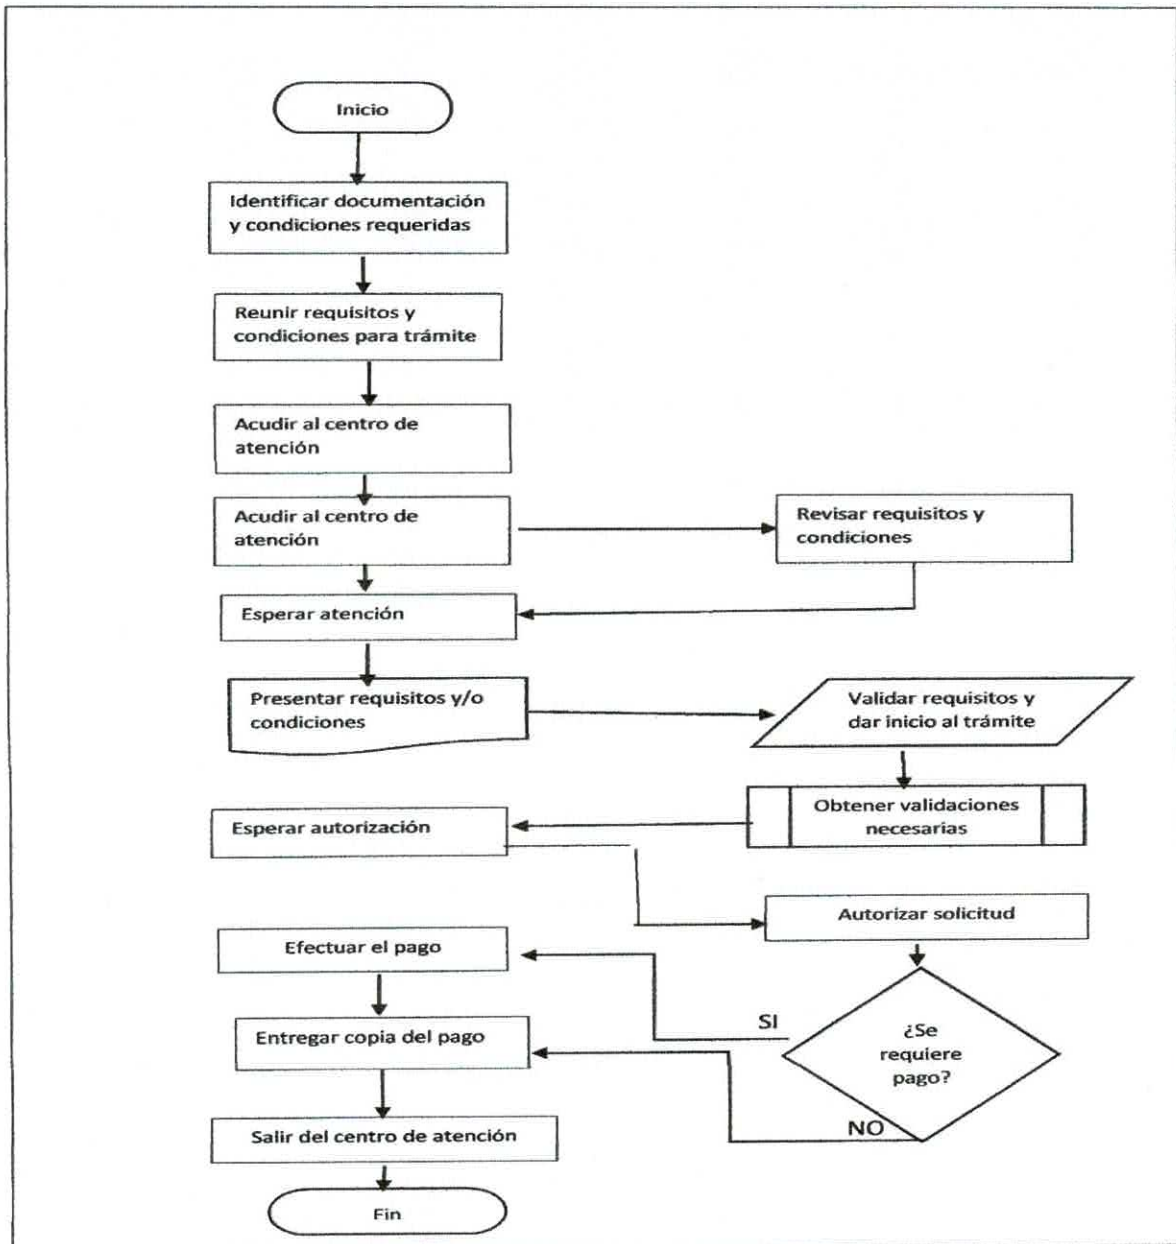 Inicio
Identificar documentación
y condiciones requeridas
Reunir requisitos y
condiciones para trámite
Acudir al centro de
atención
Acudir al centro de
atención
Revisar requisitos y
condiciones
Esperar atención
Presentar requisitos y/o
condiciones
Validar requisitos y
dar inicio al trámite
Obtener validaciones
necesarias
Esperar autorización
Autorizar solicitud
Efectuar el pago
SI
¿Se
requiere
pago?
Entregar copia del pago
NO
Salir del centro de atención
Fin